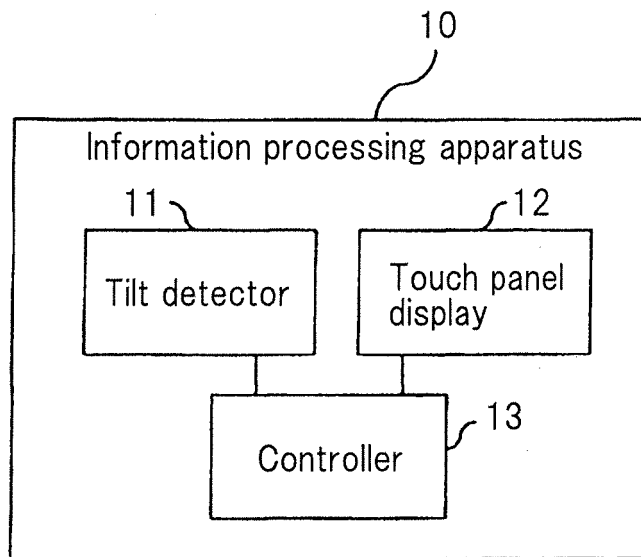 10
Information processing apparatus
11
12
Tilt detector
Touch panel
display
13
Controller